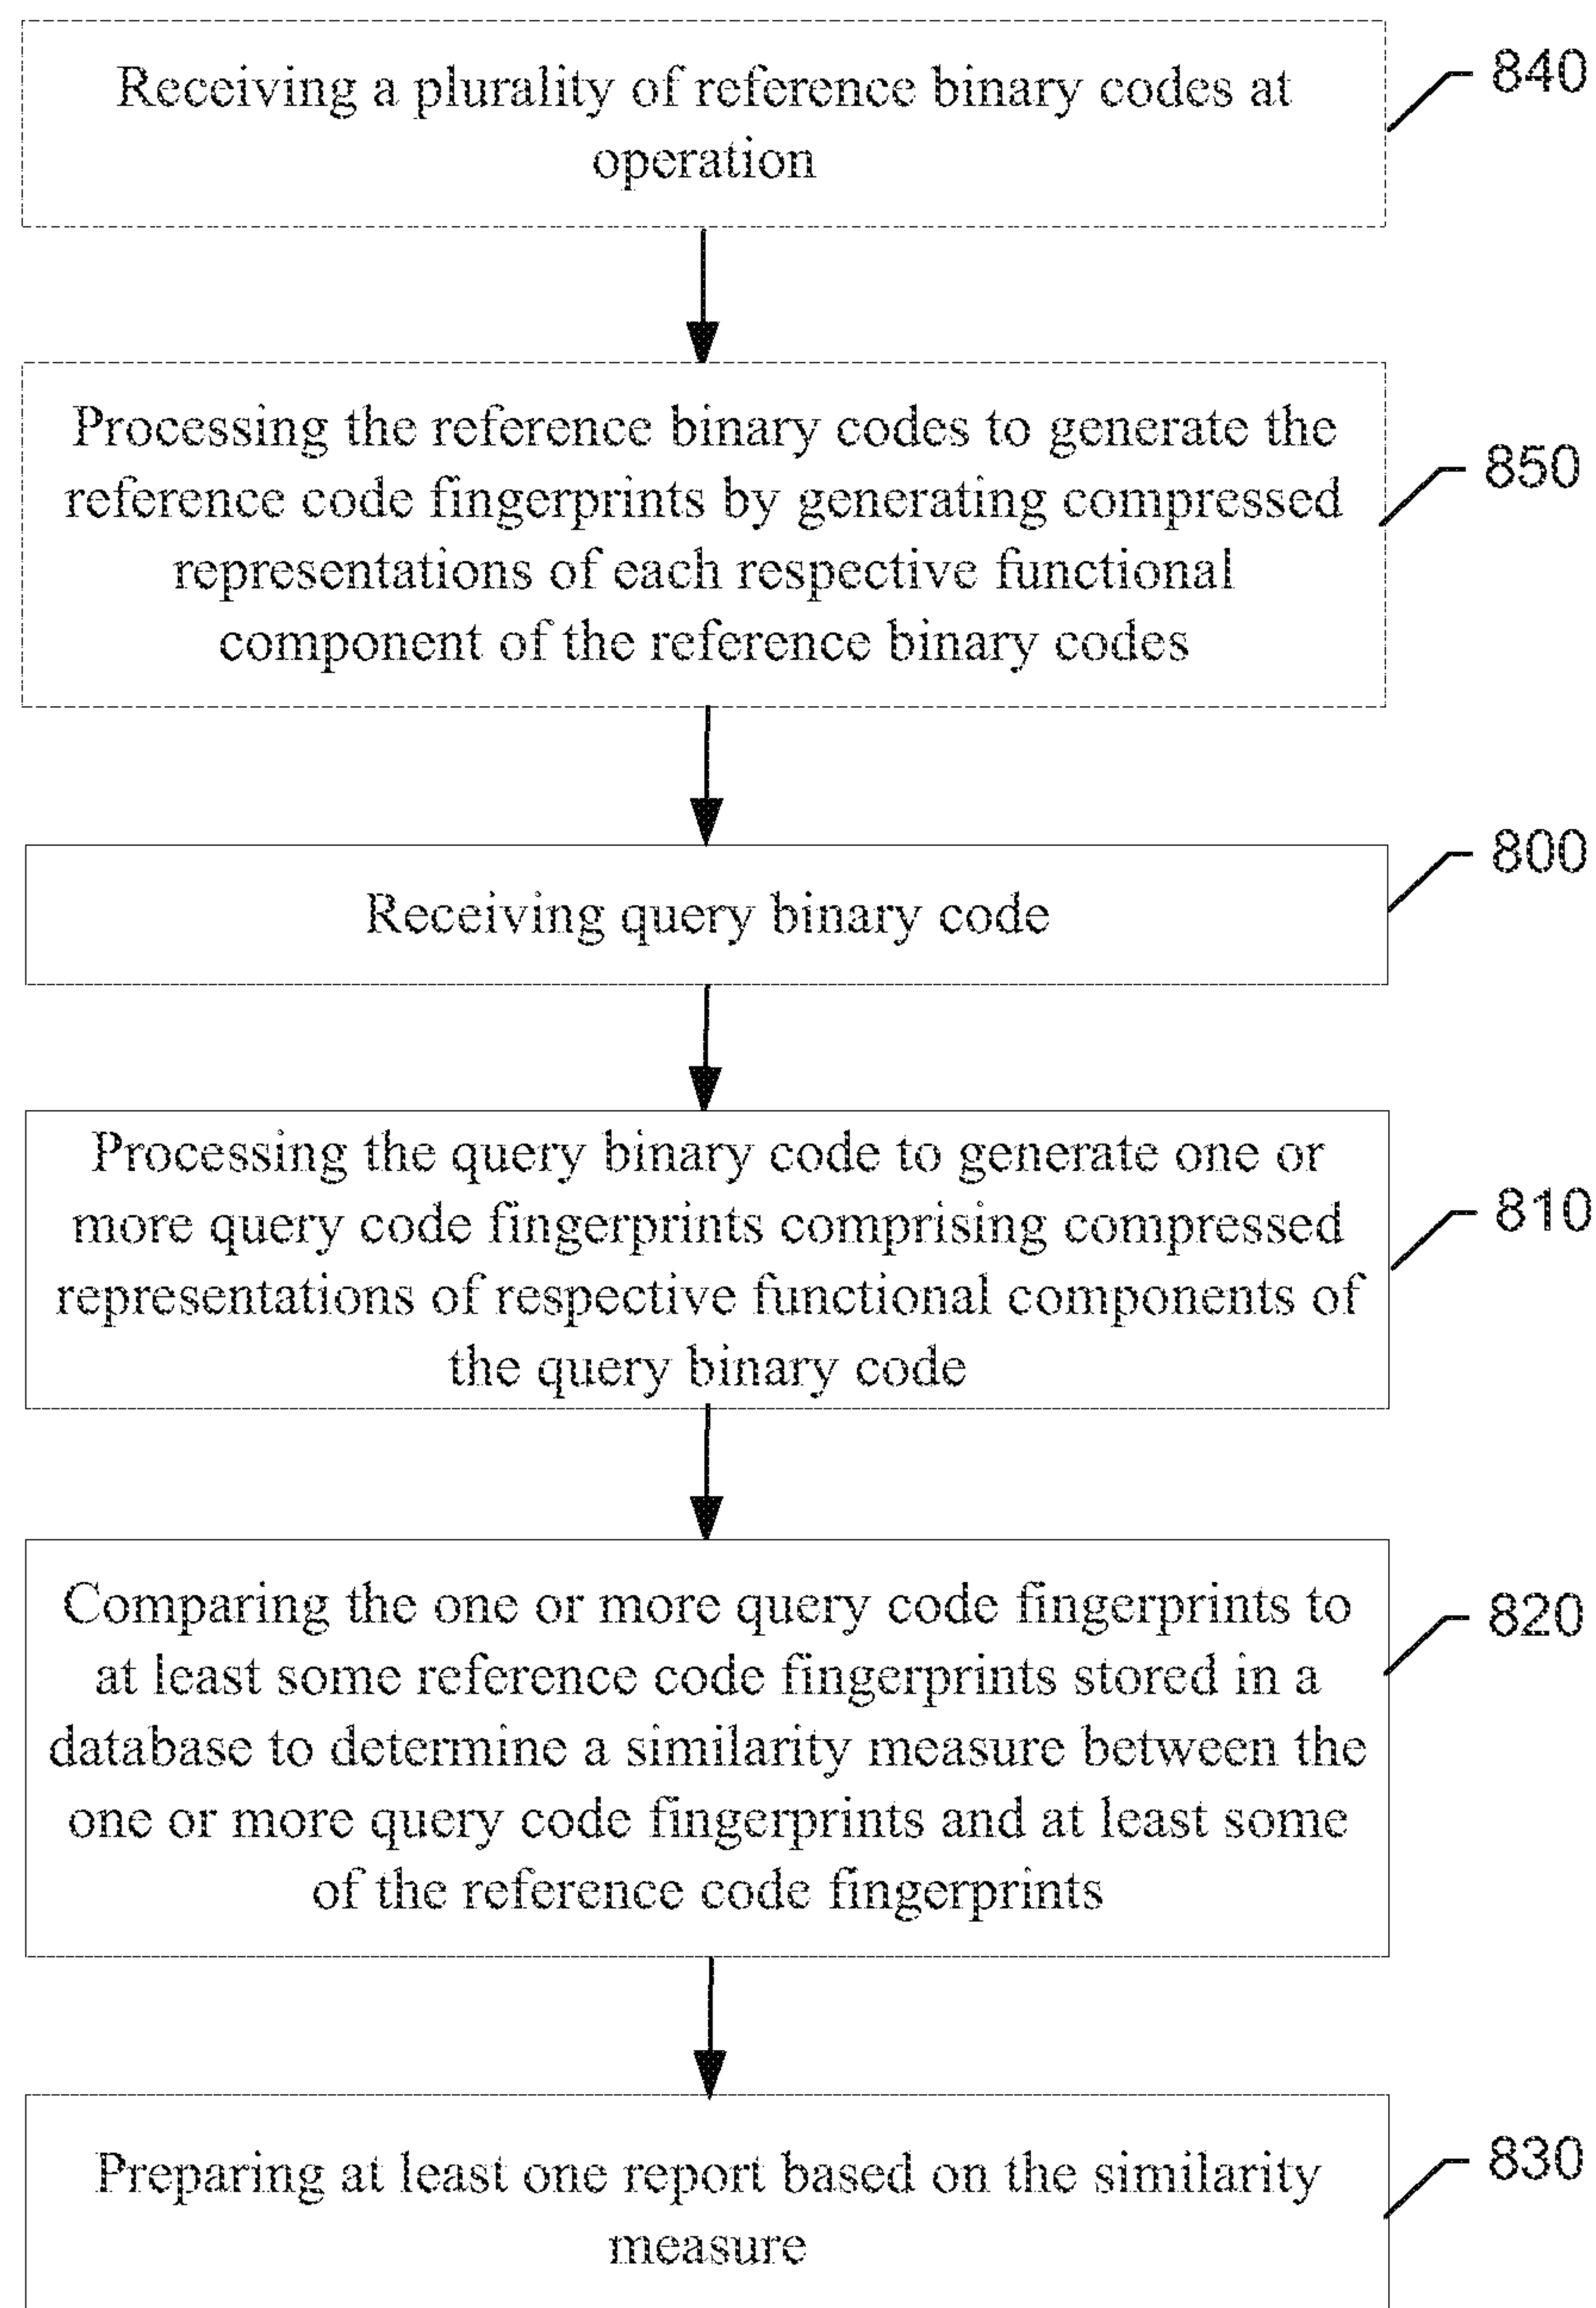 Receiving a plurality of reference binary codes at
operation
840
Processing the reference binary codes to generate the
reference code fingerprints by generating compressed
representations of each respective functional
component of the reference binary codes
850
Receiving query binary code
800
Processing the query binary code to generate one or
more query code fingerprints comprising compressed
representations of respective functional components of
the query binary code
810
Comparing the one or more query code fingerprints to
at least some reference code fingerprints stored in a
database to determine a similarity measure between the
one or more query code fingerprints and at least some
of the reference code fingerprints
820
Preparing at least one report based on the similarity
measure
830